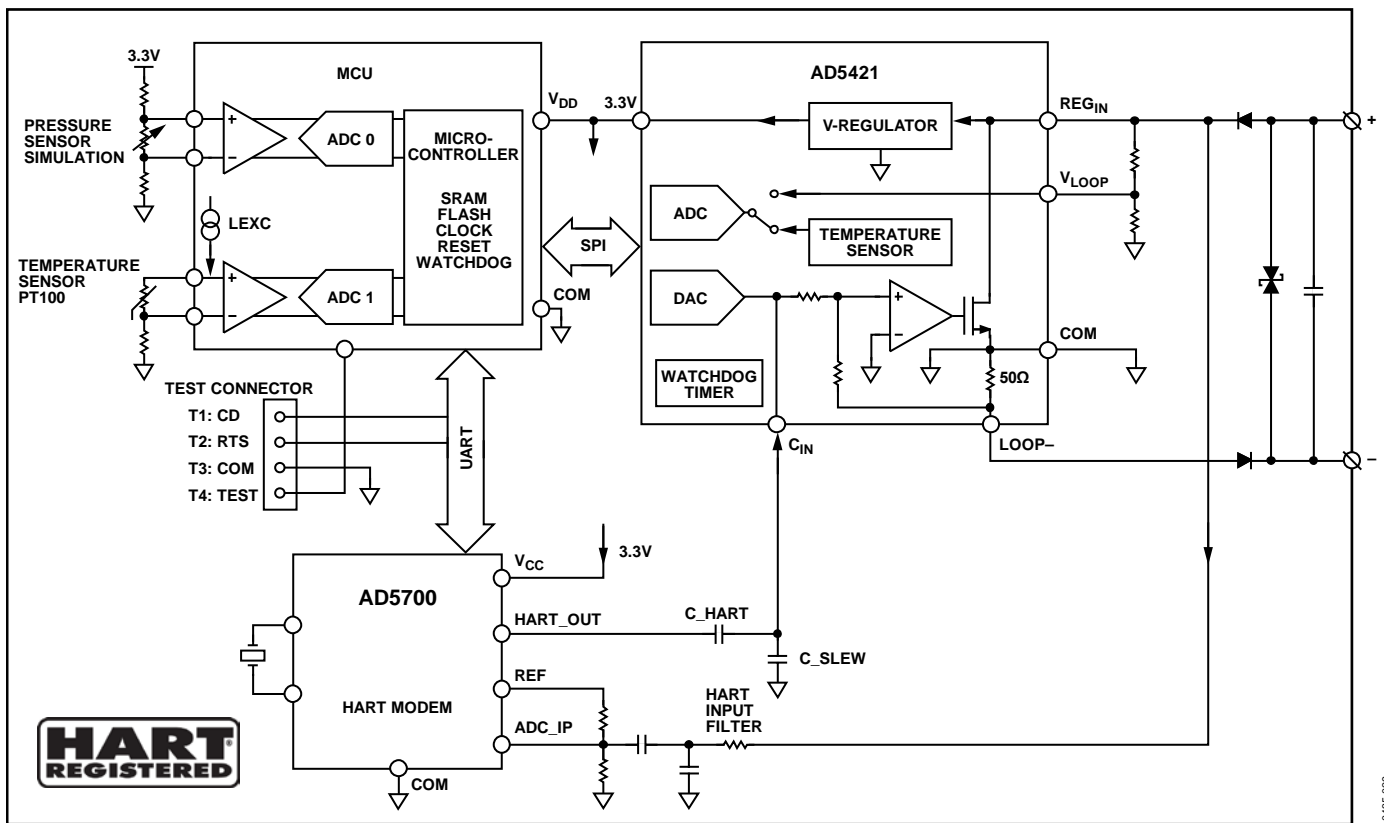 3.3V
MCU
PRESSURE
SENSOR
SIMULATION
+
−
ADC 0
MICRO-
CONTROLLER
SRAM
FLASH
CLOCK
RESET
WATCHDOG
LEXC
TEMPERATURE
SENSOR
PT100
+
−
ADC 1
VDD
COM
3.3V
SPI
AD5421
V-REGULATOR
REGIN
VLOOP
ADC
TEMPERATURE
SENSOR
DAC
+
−
COM
50Ω
WATCHDOG
TIMER
CIN
LOOP–
+
−
TEST CONNECTOR
T1: CD
T2: RTS
T3: COM
T4: TEST
UART
AD5700
HART MODEM
VCC
3.3V
HART_OUT
C_HART
C_SLEW
REF
ADC_IP
HART
INPUT
FILTER
COM
HART®
REGISTERED